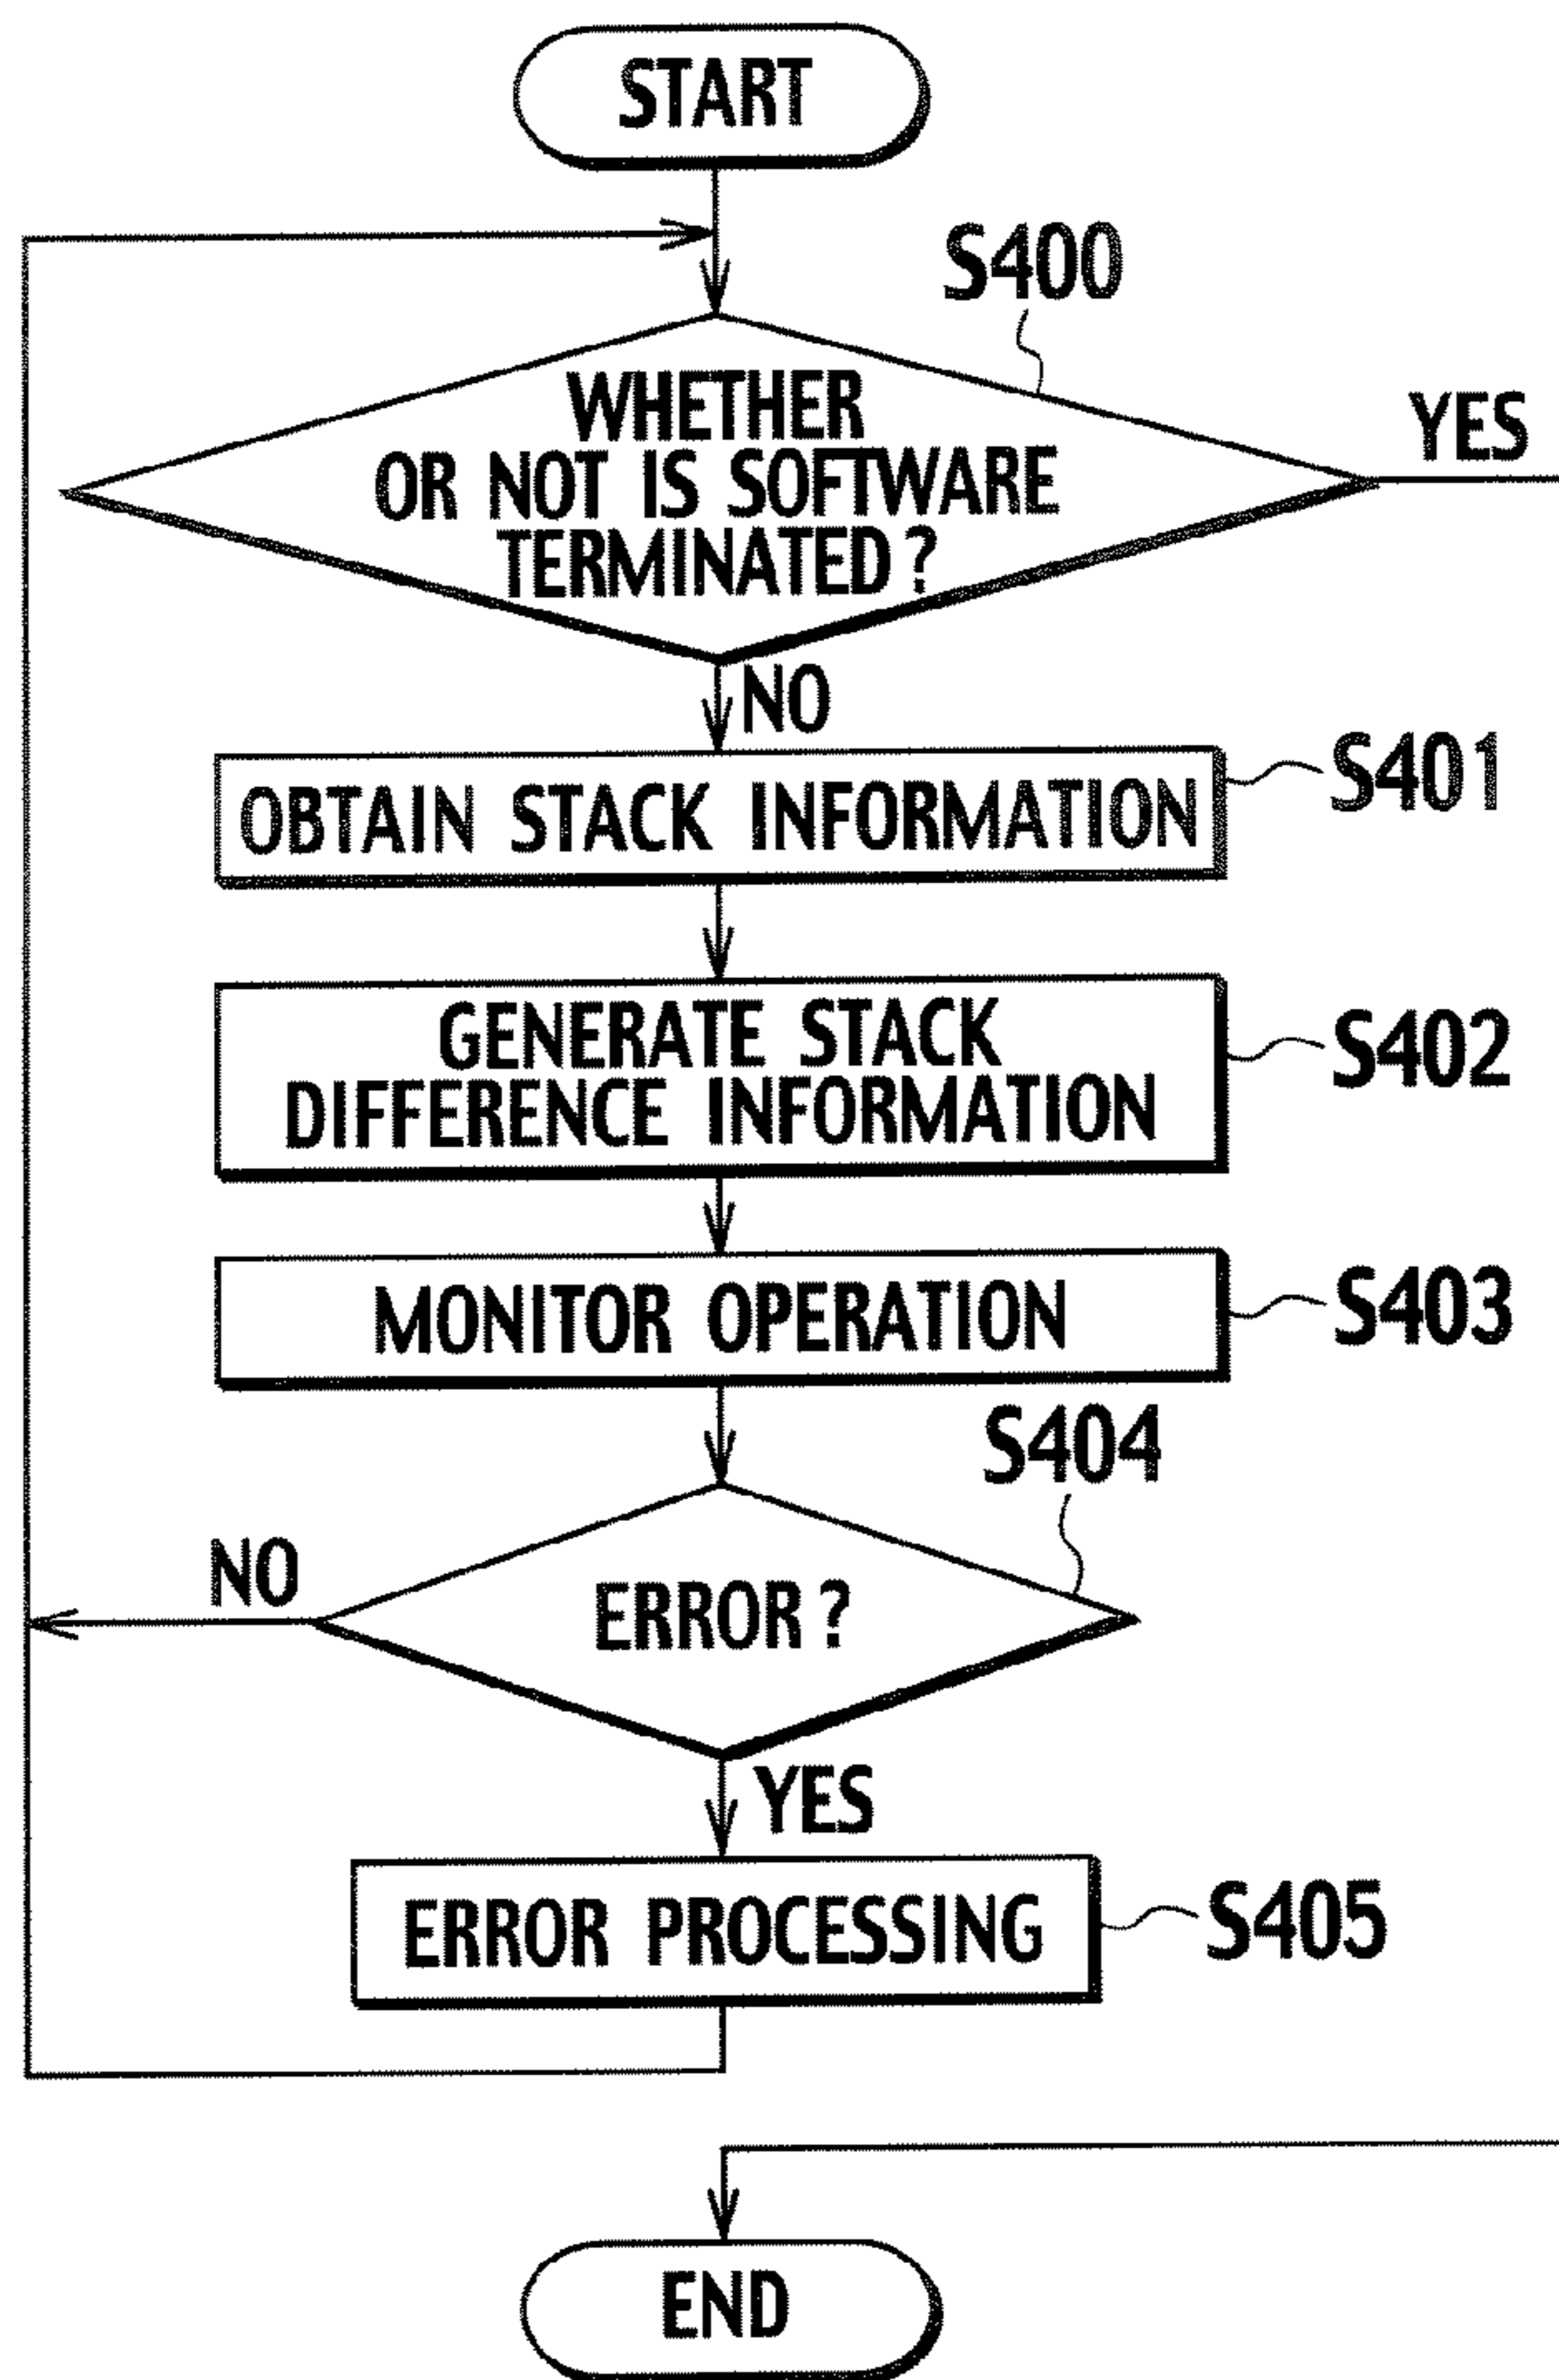 START
S400
WHETHER
OR NOT IS SOFTWARE
TERMINATED?
YES
NO
OBTAIN STACK INFORMATION
S401
GENERATE STACK
DIFFERENCE INFORMATION
S402
MONITOR OPERATION
S403
S404
NO
ERROR?
YES
ERROR PROCESSING
S405
END